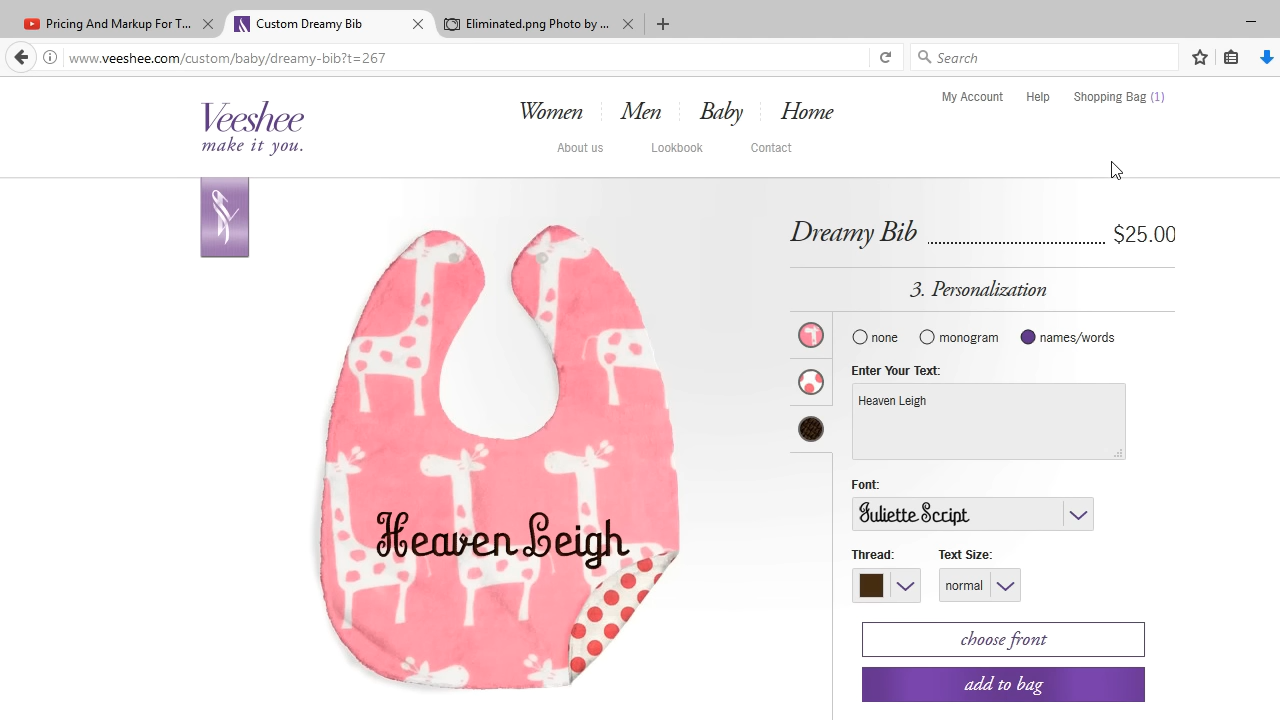 Pricing And Markup For T...
Custom Dreamy Bib
Eliminated.png Photo by ...
www.veeshee.com/custom/baby/dreamy-bib?t=267
Search
My Account Help Shopping Bag (1)
Veeshee
make it you.
Women Men Baby Home
About us Lookbook Contact
Dreamy Bib $25.00
3. Personalization
none monogram names/words
Enter Your Text:
Heaven Leigh
Font:
Juliette Script
Thread: Text Size:
normal
choose front
add to bag
Heaven Leigh